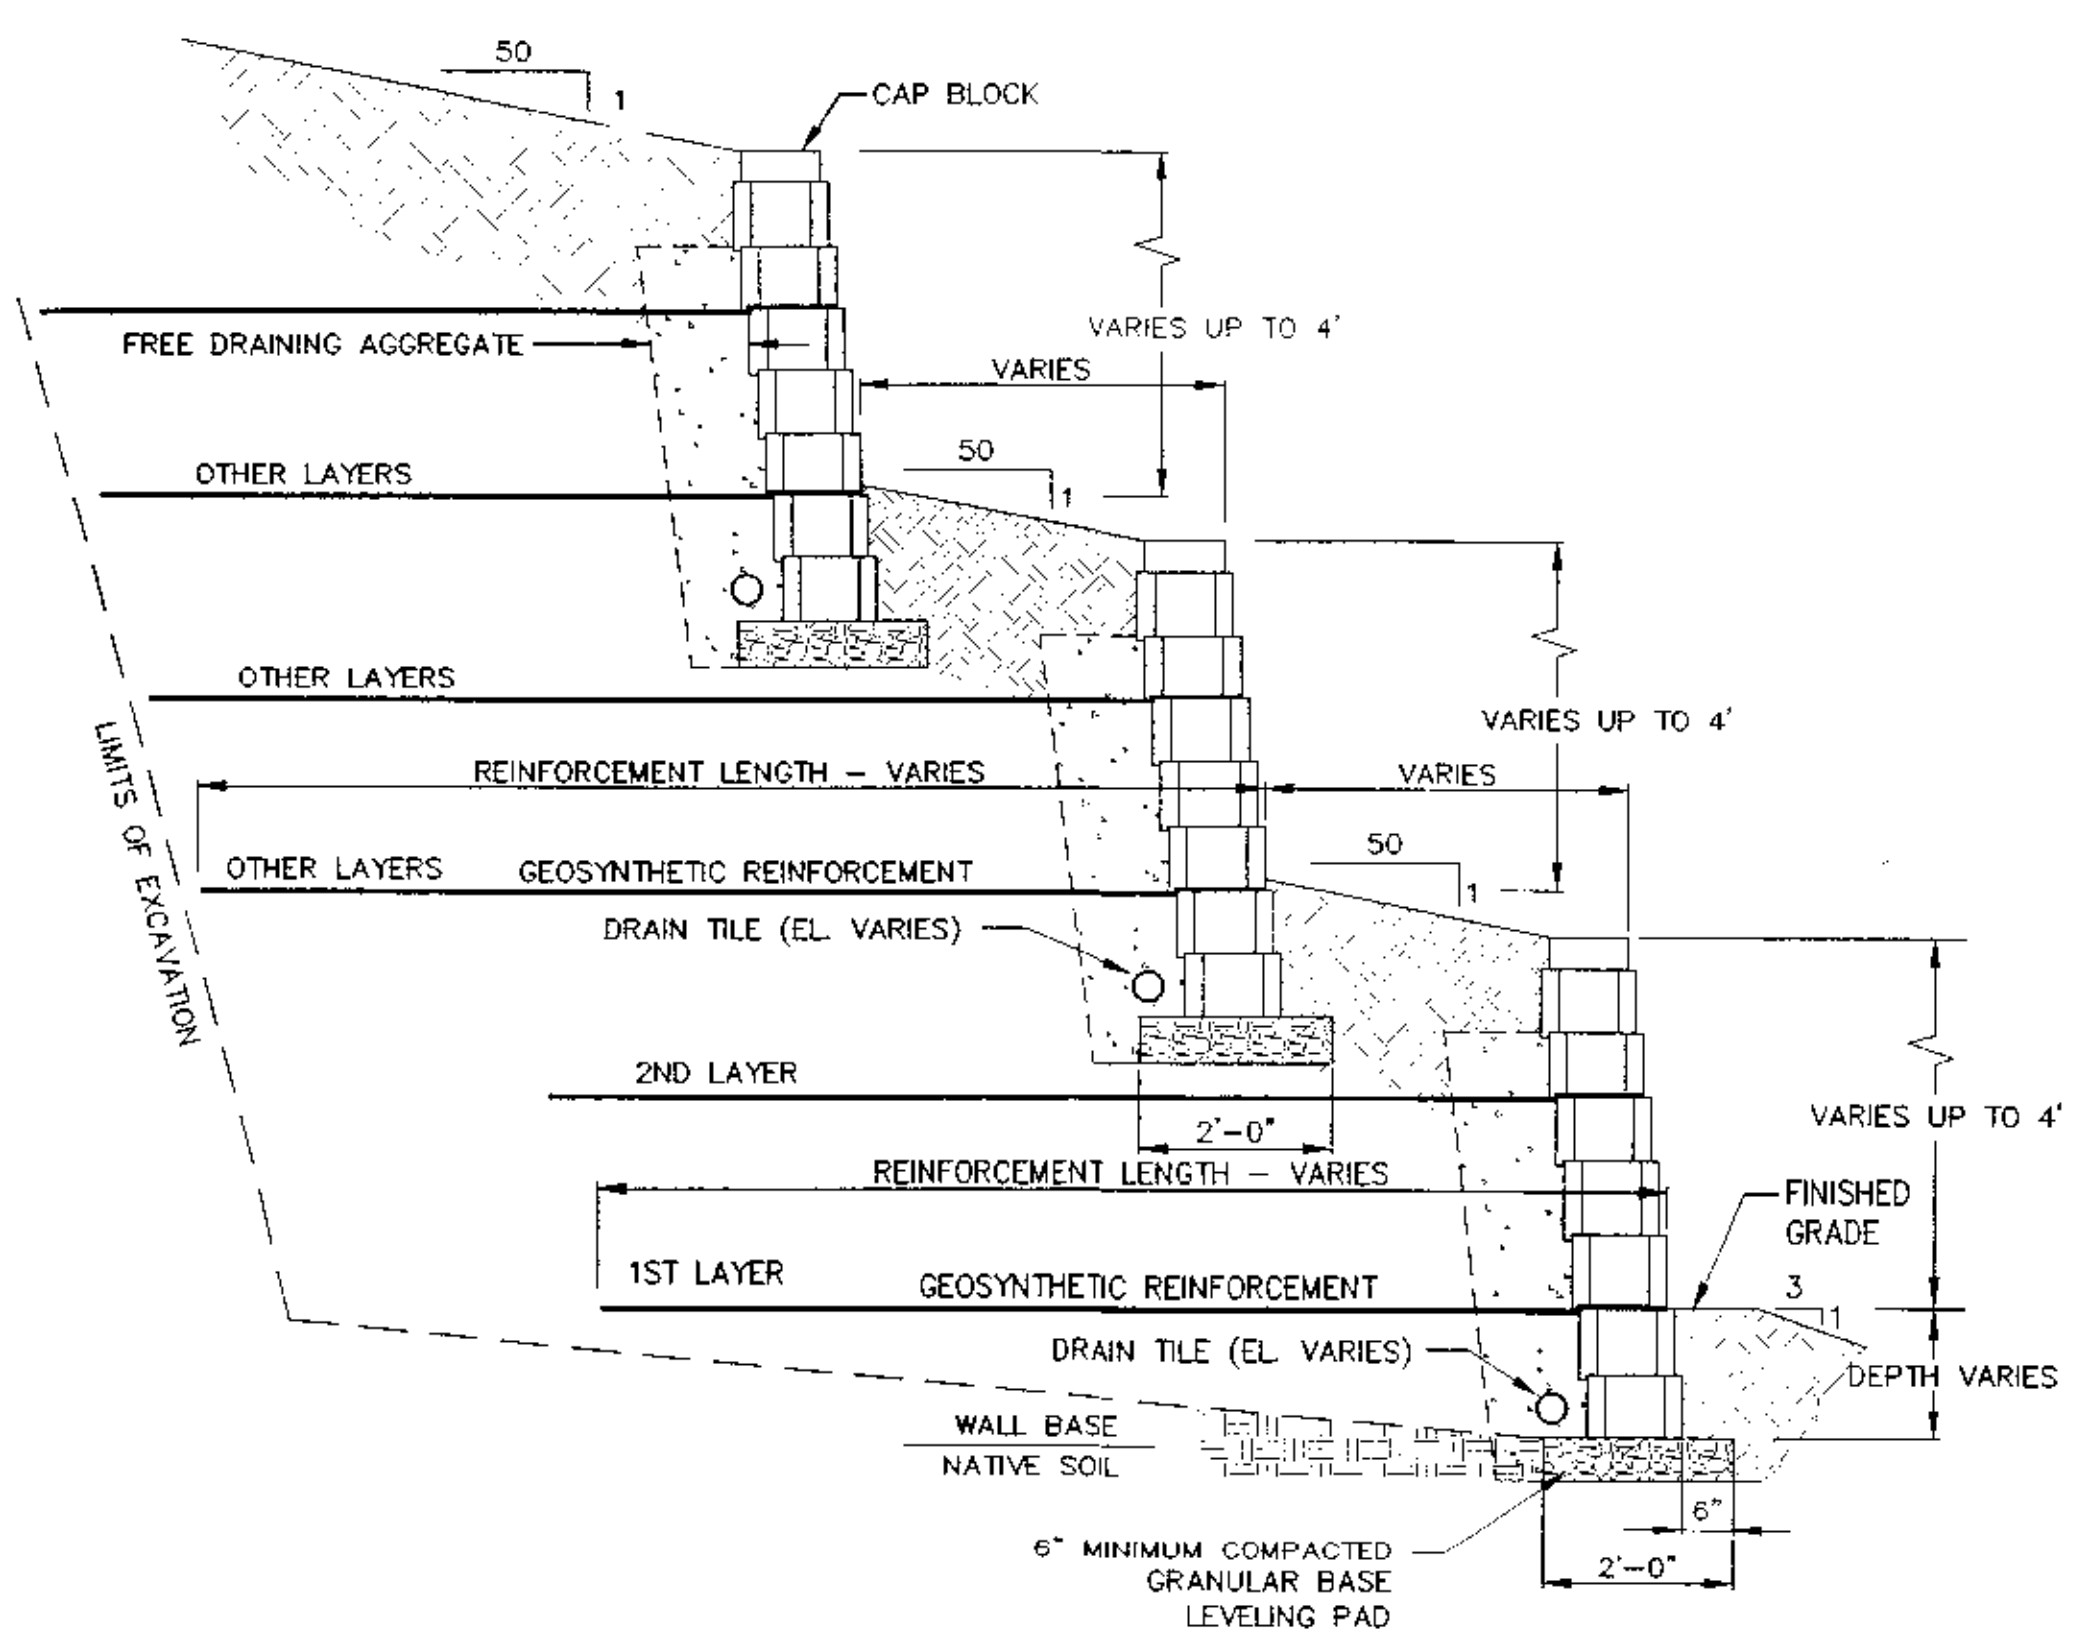 50
1
CAP BLOCK
VARIES UP TO 4'
FREE DRAINING AGGREGATE
VARIES
50
1
OTHER LAYERS
OTHER LAYERS
VARIES UP TO 4'
LIMITS OF EXCAVATION
REINFORCEMENT LENGTH - VARIES
VARIES
50
1
OTHER LAYERS
GEOSYNTHETIC REINFORCEMENT
DRAIN TILE (EL. VARIES)
2ND LAYER
2'-0"
VARIES UP TO 4'
REINFORCEMENT LENGTH - VARIES
FINISHED
GRADE
1ST LAYER
GEOSYNTHETIC REINFORCEMENT
3
1
DRAIN TILE (EL. VARIES)
DEPTH VARIES
WALL BASE
NATIVE SOIL
6"
6" MINIMUM COMPACTED
GRANULAR BASE
LEVELING PAD
2'-0"